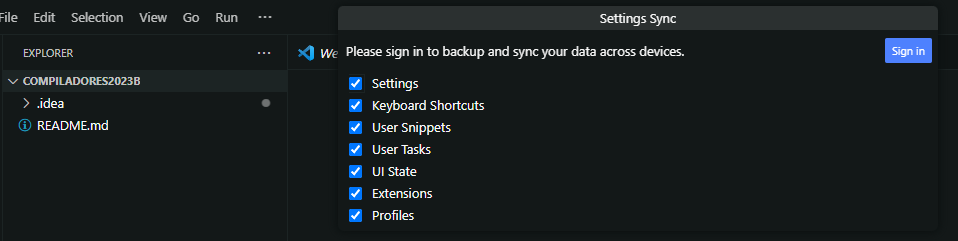 File Edit Selection View Go Run ...
Settings Sync
EXPLORER ...
We
Please sign in to backup and sync your data across devices.
Sign in
COMPILADORES2023B
.idea
README.md
Settings
Keyboard Shortcuts
User Snippets
User Tasks
UI State
Extensions
Profiles